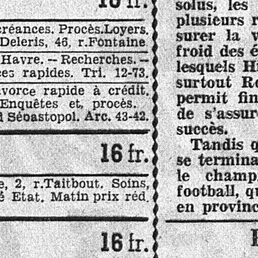 16 fr.
créances. Procès.Loyers
Deleris, 46, r.Fontaine
Havre. — Recherches.—
ces rapides. Tri. 12-73.
vorce rapide à crédit.
Enquêtes et, procès.
d Sébastopol. Arc. 43-42.
16 fr.
e, 2, r.Taitbout. Soins,
é Etat. Matin prix réd.
16 fr.
solus, les
plusieurs r
surer la v
froid des é
lesquels H
surtout Re
permit fin
de s'assur
succès.
Tandis q
se termina
le champ
football, qu
en provinc